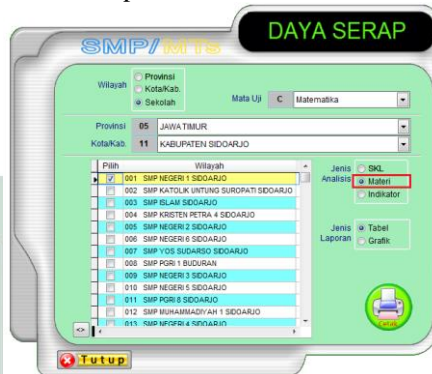 DAYA SERAP
SMP/MTs
Wilayah
Provinsi
Kota/Kab.
Sekolah
Mata Uji C Matematika
Provinsi 05 JAWA TIMUR
Kota/Kab. 11 KABUPATEN SIDOARJO
Pilih Wilayah
001 SMP NEGERI 1 SIDOARJO
002 SMP KATOLIK UNTUNG SUROPATI SIDOARJO
003 SMP ISLAM SIDOARJO
004 SMP KRISTEN PETRA 4 SIDOARJO
005 SMP NEGERI 2 SIDOARJO
006 SMP NEGERI 6 SIDOARJO
007 SMP YOS SUDARSO SIDOARJO
008 SMP PGRI 1 BUDURAN
009 SMP NEGERI 3 SIDOARJO
010 SMP NEGERI 5 SIDOARJO
011 SMP PGRI 8 SIDOARJO
012 SMP MUHAMMADIYAH 1 SIDOARJO
013 SMP NEGERI 4 SIDOARJO
Jenis Analisis
SKL
Materi
Indikator
Jenis Laporan
Tabel
Grafik
Cetak
<>
Tutup